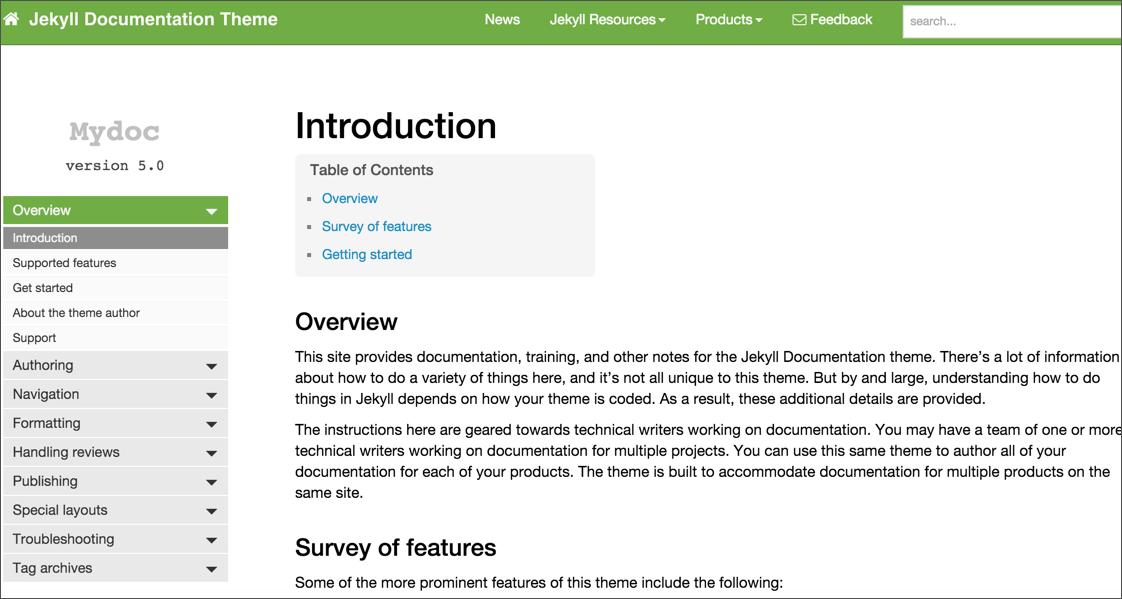 Jekyll Documentation Theme
News
Jekyll Resources
Products
Feedback
search...
Mydoc
version 5.0
Overview
Introduction
Supported features
Get started
About the theme author
Support
Authoring
Navigation
Formatting
Handling reviews
Publishing
Special layouts
Troubleshooting
Tag archives
Introduction
Table of Contents
Overview
Survey of features
Getting started
Overview
This site provides documentation, training, and other notes for the Jekyll Documentation theme. There's a lot of information
about how to do a variety of things here, and it's not all unique to this theme. But by and large, understanding how to do
things in Jekyll depends on how your theme is coded. As a result, these additional details are provided.
The instructions here are geared towards technical writers working on documentation. You may have a team of one or more
technical writers working on documentation for multiple projects. You can use this same theme to author all of your
documentation for each of your products. The theme is built to accommodate documentation for multiple products on the
same site.
Survey of features
Some of the more prominent features of this theme include the following: